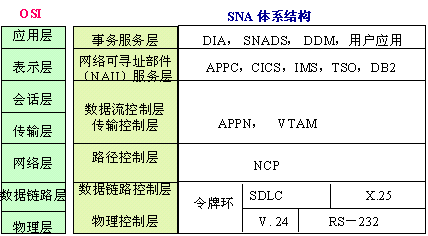 OSI
SNA 体系结构
应用层
事务服务层
DIA， SNADS， DDM，用户应用
表示层
网络可寻址部件
（NAU）服务层
APPC，CICS，IMS，TSO，DB2
会话层
传输层
数据流控制层
传输控制层
APPN， VTAM
网络层
路径控制层
NCP
数据链路层
数据链路控制层
令牌环
SDLC
X.25
物理层
物理控制层
V.24
RS－232